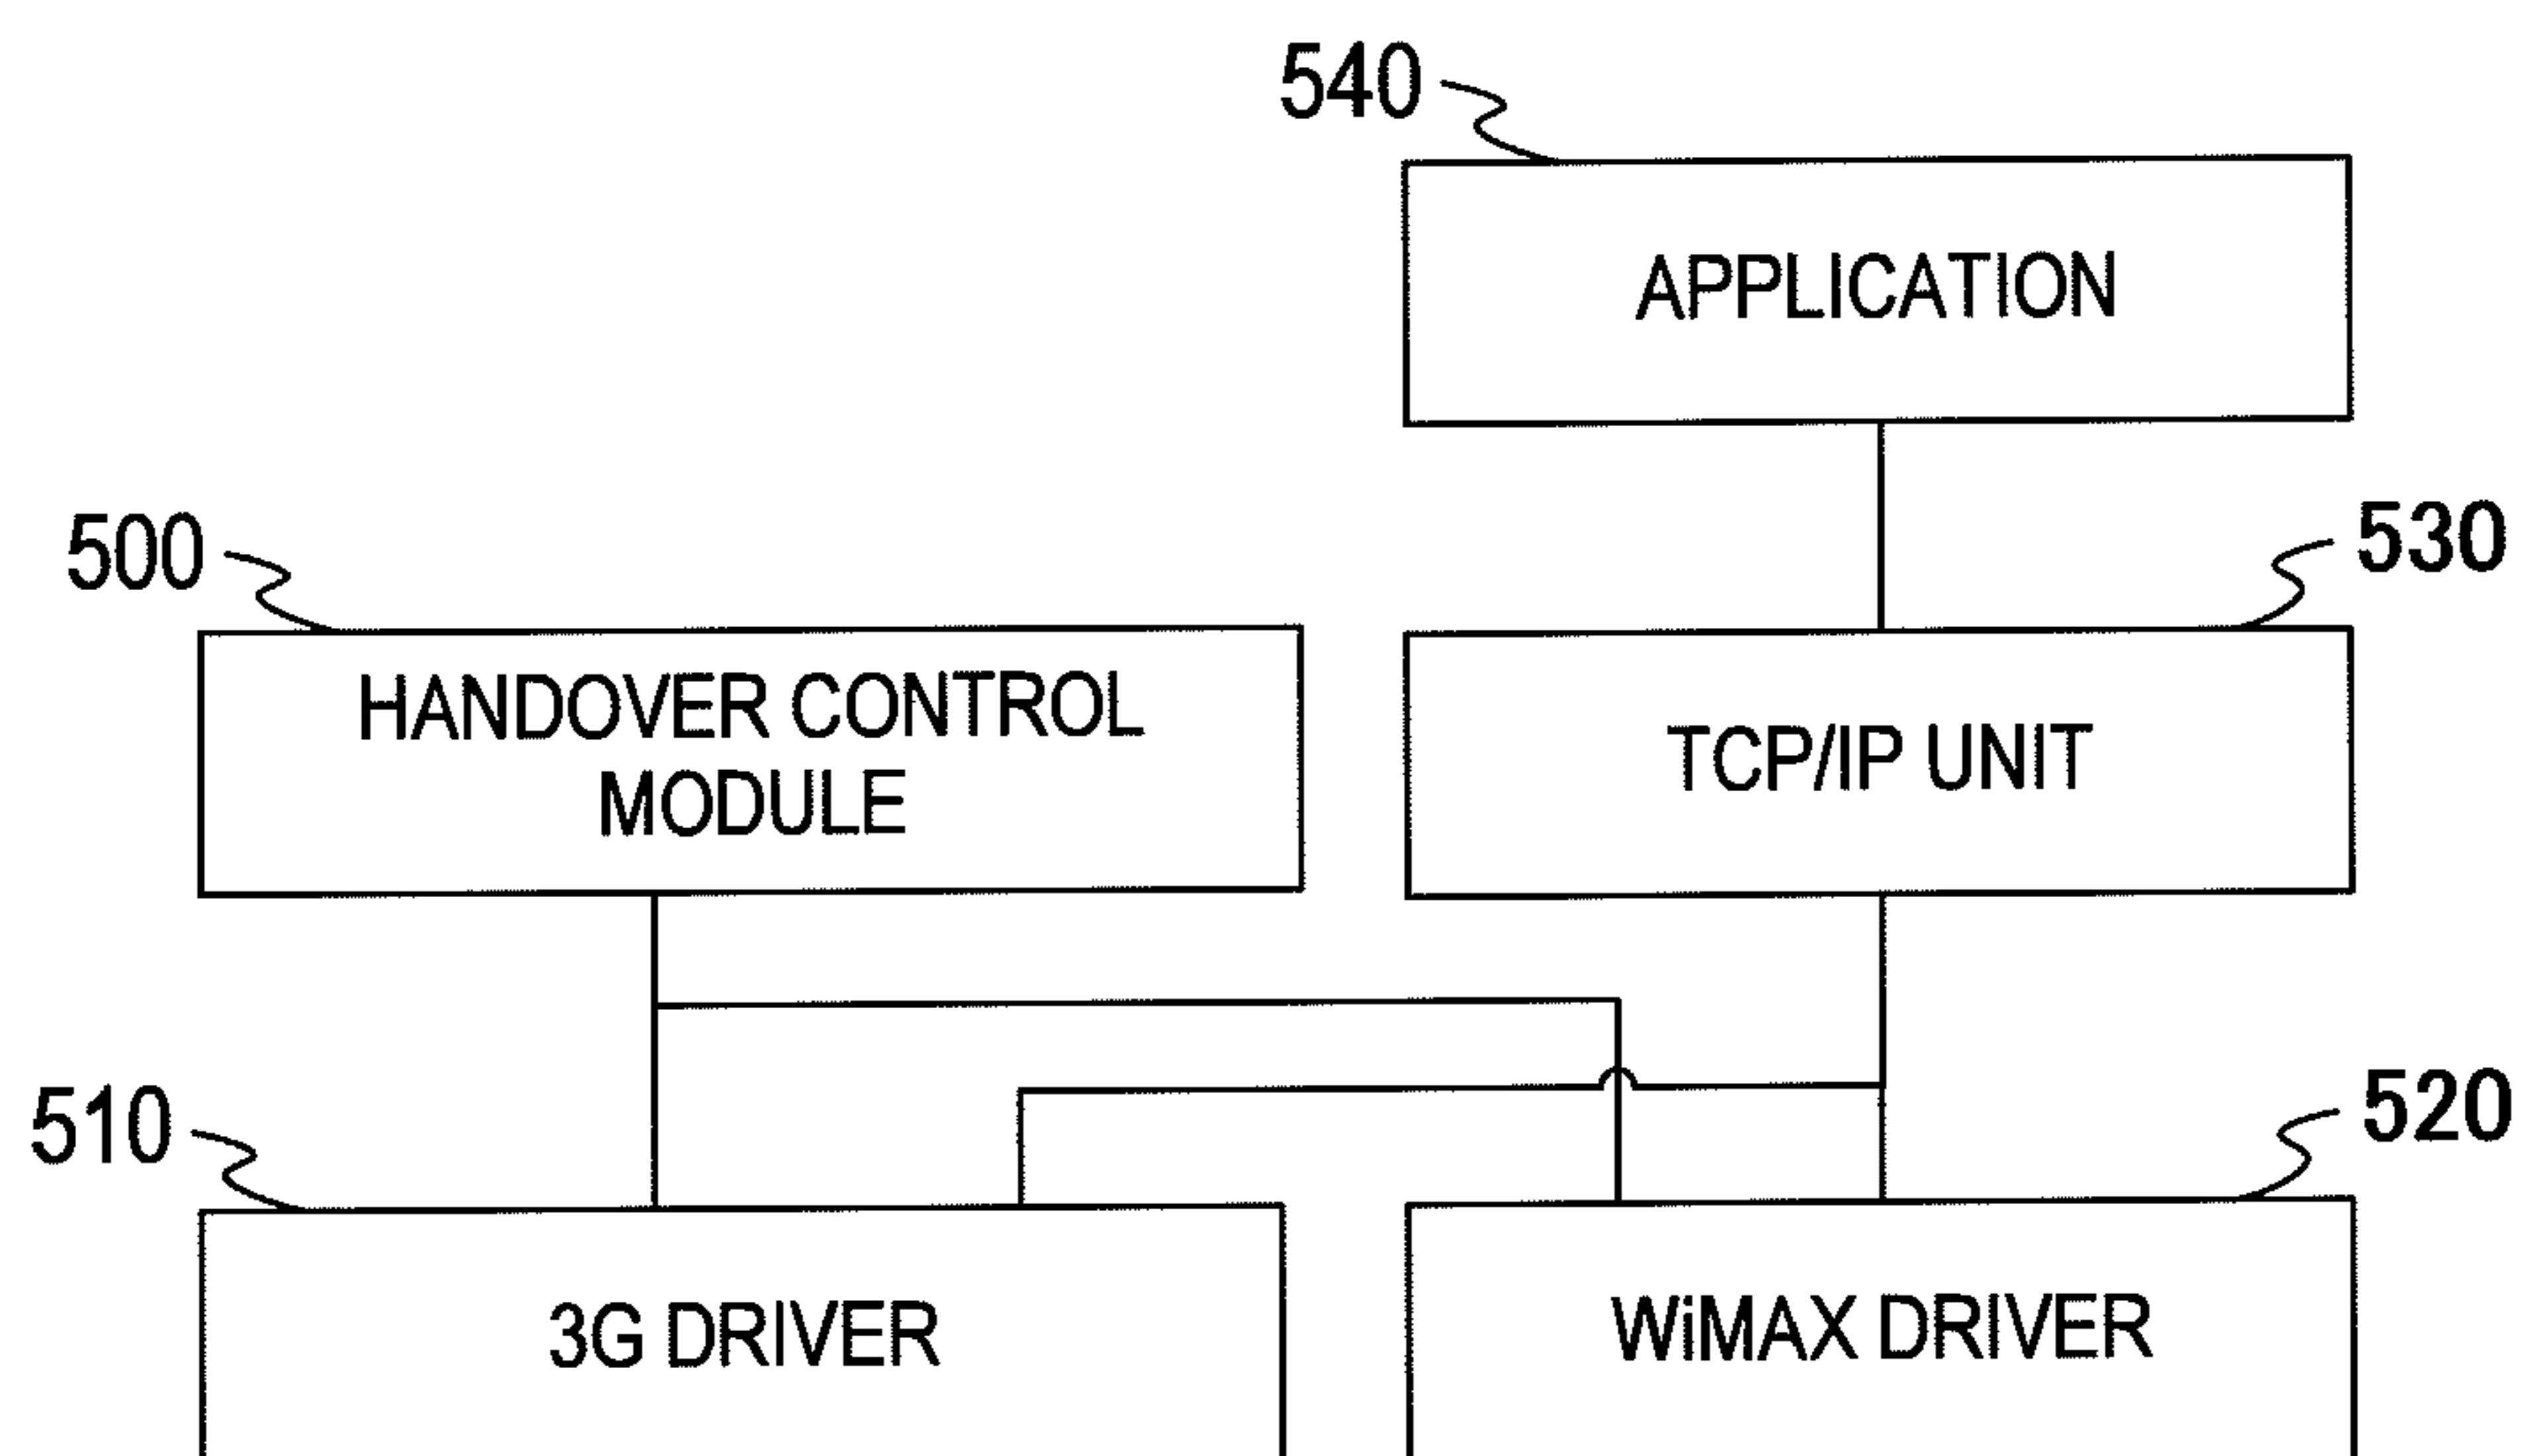 540
APPLICATION
500
530
HANDOVER CONTROL
MODULE
TCP/IP UNIT
510
520
3G DRIVER
WiMAX DRIVER